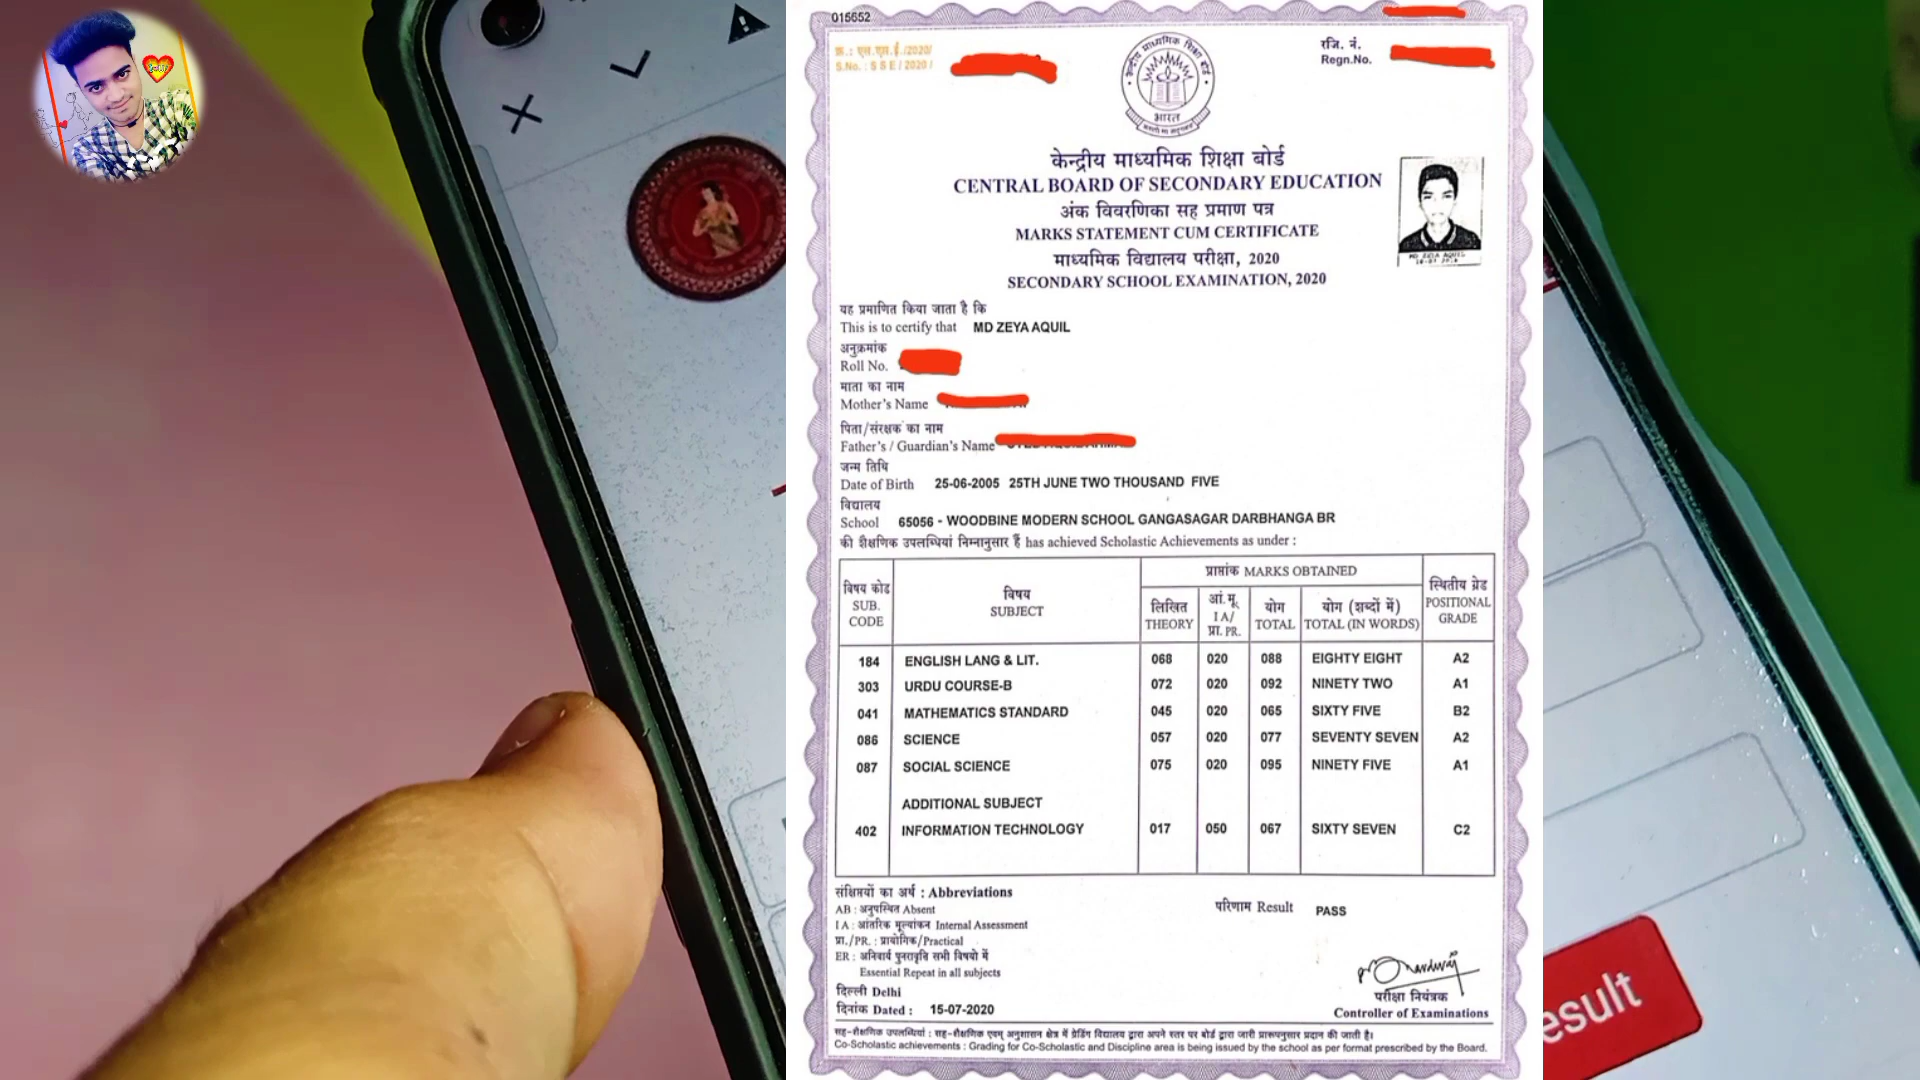 015652
क्र.: एस.एस.ई./2020/
S.No. : S S E / 2020 /
रजि. नं.
Regn.No.
भारत
केन्द्रीय माध्यमिक शिक्षा बोर्ड
CENTRAL BOARD OF SECONDARY EDUCATION
अंक विवरणिका सह प्रमाण पत्र
MARKS STATEMENT CUM CERTIFICATE
माध्यमिक विद्यालय परीक्षा, 2020
SECONDARY SCHOOL EXAMINATION, 2020
MD ZEYA AQUIL
यह प्रमाणित किया जाता है कि
This is to certify that MD ZEYA AQUIL
अनुक्रमांक
Roll No.
माता का नाम
Mother's Name
पिता/संरक्षक का नाम
Father's / Guardian's Name
जन्म तिथि
Date of Birth 25-06-2005 25TH JUNE TWO THOUSAND FIVE
विद्यालय
School 65056 - WOODBINE MODERN SCHOOL GANGASAGAR DARBHANGA BR
की शैक्षणिक उपलब्धियां निम्नानुसार हैं has achieved Scholastic Achievements as under :
विषय कोड SUB. CODE विषय SUBJECT प्राप्तांक MARKS OBTAINED स्थितीय ग्रेड POSITIONAL GRADE
लिखित THEORY आं.मू. I A/ प्रा. PR. योग TOTAL योग (शब्दों में) TOTAL (IN WORDS)
184 ENGLISH LANG & LIT. 068 020 088 EIGHTY EIGHT A2
303 URDU COURSE-B 072 020 092 NINETY TWO A1
041 MATHEMATICS STANDARD 045 020 065 SIXTY FIVE B2
086 SCIENCE 057 020 077 SEVENTY SEVEN A2
087 SOCIAL SCIENCE 075 020 095 NINETY FIVE A1
ADDITIONAL SUBJECT
402 INFORMATION TECHNOLOGY 017 050 067 SIXTY SEVEN C2
संक्षिप्तियों का अर्थ : Abbreviations
AB : अनुपस्थित Absent
I A : आंतरिक मूल्यांकन Internal Assessment
प्रा./PR. : प्रायोगिक/Practical
ER : अनिवार्य पुनरावृत्ति सभी विषयो में
Essential Repeat in all subjects
परिणाम Result PASS
दिल्ली Delhi
दिनांक Dated : 15-07-2020
परीक्षा नियंत्रक
Controller of Examinations
सह-शैक्षणिक उपलब्धियां : सह-शैक्षणिक एवम् अनुशासन क्षेत्र में ग्रेडिंग विद्यालय द्वारा अपने स्तर पर बोर्ड द्वारा जारी प्रारूपनुसार प्रदान की जाती है।
Co-Scholastic achievements : Grading for Co-Scholastic and Discipline area is being issued by the school as per format prescribed by the Board.
esult